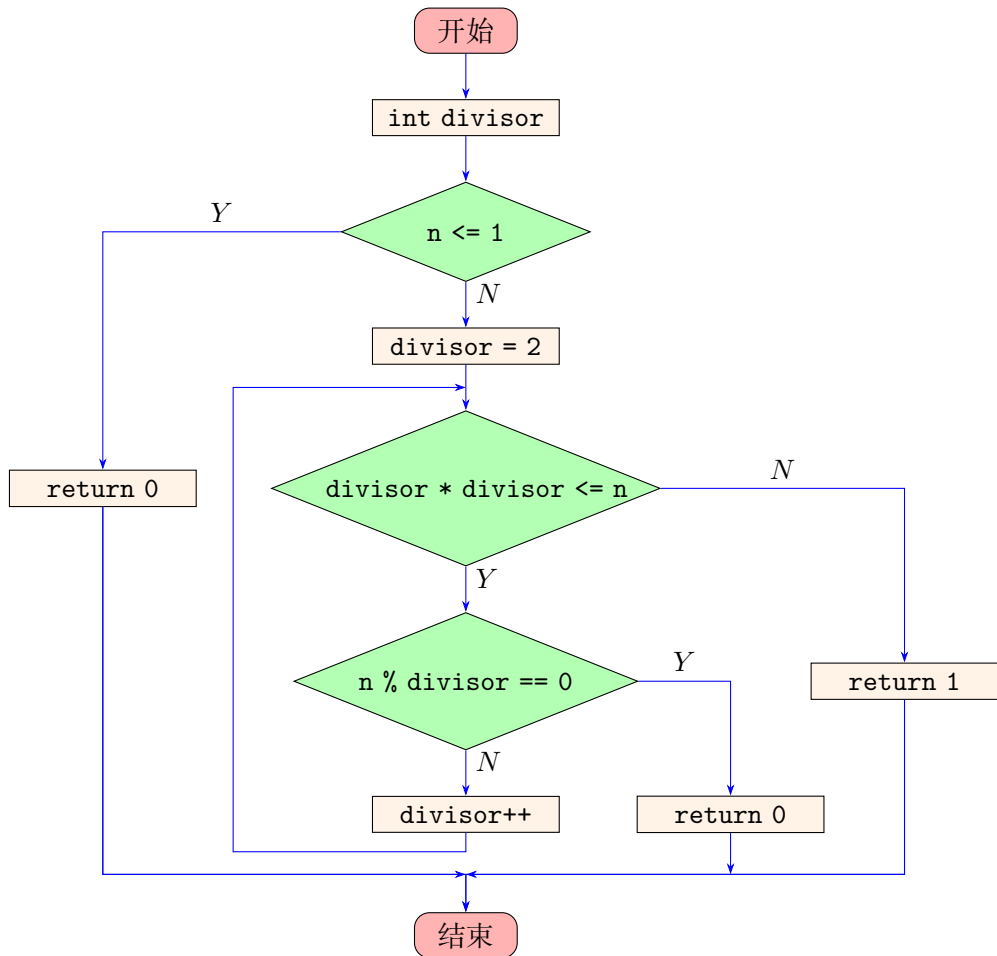 开始
int divisor
n <= 1
Y
N
divisor = 2
divisor * divisor <= n
N
return 0
Y
n % divisor == 0
Y
return 1
N
divisor++
return 0
结束